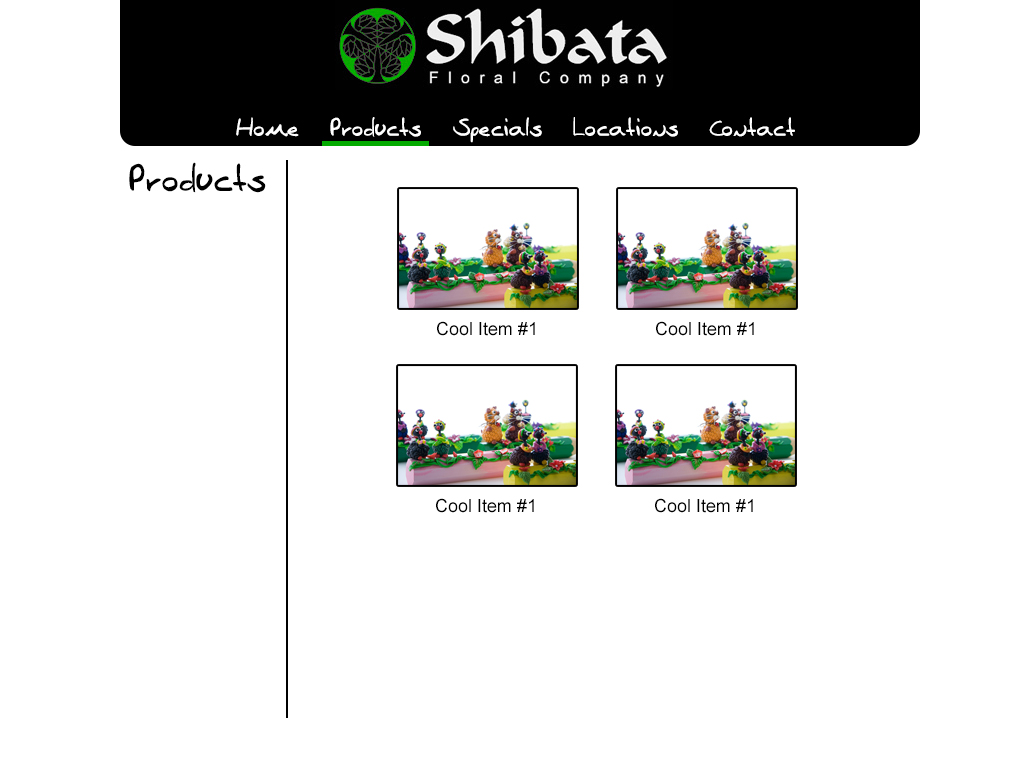 Shibata
Floral Company
Home Products Specials Locations Contact
Products
Cool Item #1 Cool Item #1
Cool Item #1 Cool Item #1